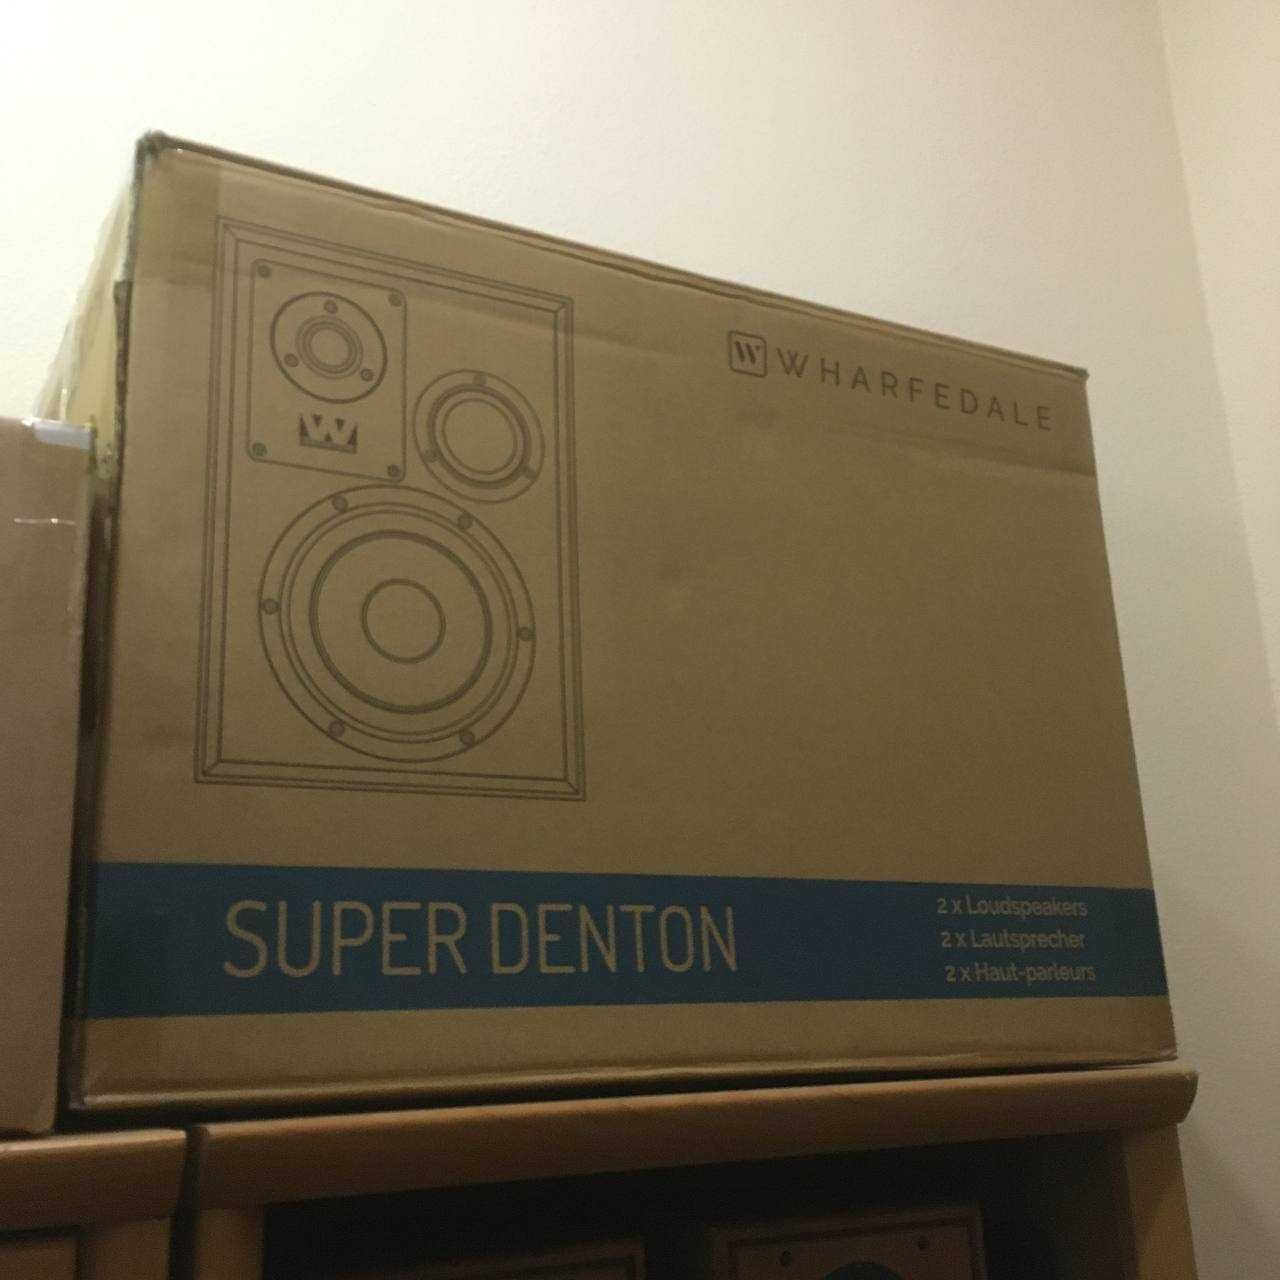 W WHARFEDALE
W
SUPER DENTON
2 x Loudspeakers
2 x Lautsprecher
2 x Haut-parleurs